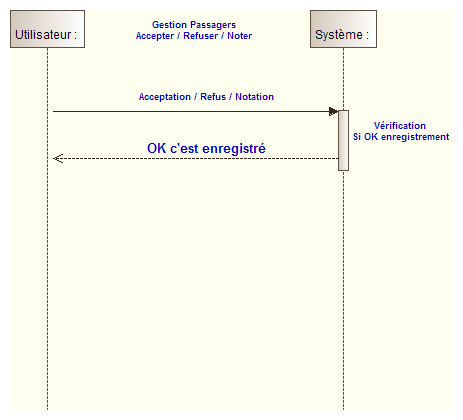 Gestion Passagers
Accepter / Refuser / Noter
Utilisateur :
Système :
Acceptation / Refus / Notation
Vérification
Si OK enregistrement
OK c'est enregistré